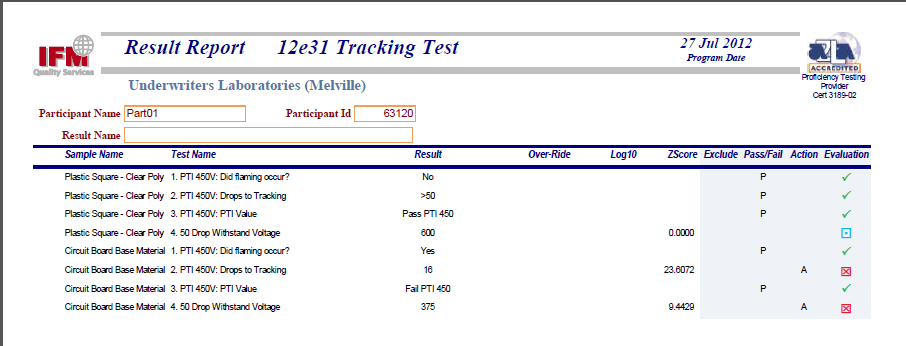 IFM
Quality Services
Result Report 12e31 Tracking Test
27 Jul 2012
Program Date
A2LA
ACCREDITED
Proficiency Testing
Provider
Cert 3189-02
Underwriters Laboratories (Melville)
Participant Name Part01 Participant Id 63120
Result Name
Sample Name Test Name Result Over-Ride Log10 ZScore Exclude Pass/Fail Action Evaluation
Plastic Square - Clear Poly 1. PTI 450V: Did flaming occur? No P
Plastic Square - Clear Poly 2. PTI 450V: Drops to Tracking >50 P
Plastic Square - Clear Poly 3. PTI 450V: PTI Value Pass PTI 450 P
Plastic Square - Clear Poly 4. 50 Drop Withstand Voltage 600 0.0000
Circuit Board Base Material 1. PTI 450V: Did flaming occur? Yes P
Circuit Board Base Material 2. PTI 450V: Drops to Tracking 16 23.6072 A
Circuit Board Base Material 3. PTI 450V: PTI Value Fail PTI 450 P
Circuit Board Base Material 4. 50 Drop Withstand Voltage 375 9.4429 A